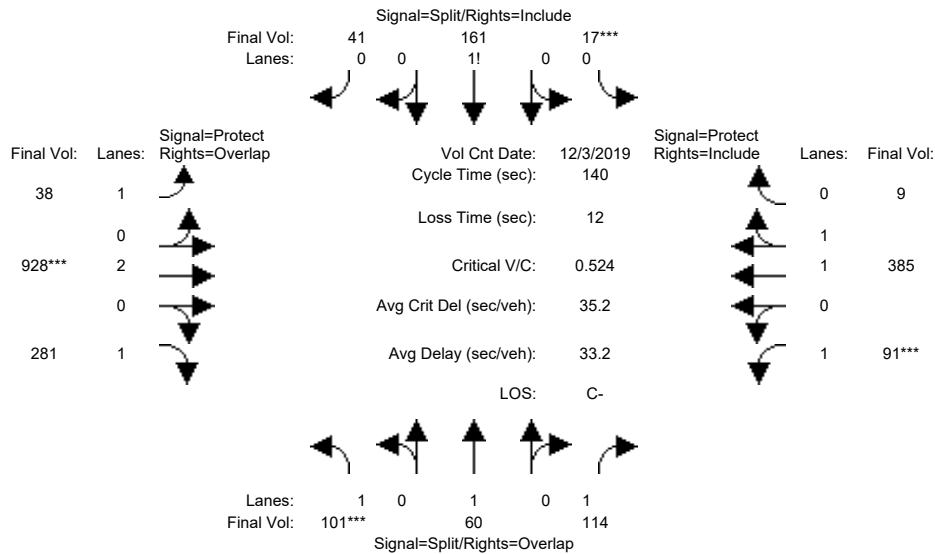 Signal=Split/Rights=Include
Final Vol: 41 161 17***
Lanes: 0 0 1! 0 0
Signal=Protect Signal=Protect
Final Vol: Lanes: Rights=Overlap Vol Cnt Date: 12/3/2019 Rights=Include Lanes: Final Vol:
Cycle Time (sec): 140
38 1 0 9
Loss Time (sec): 12
0 1
928*** 2 Critical V/C: 0.524 1 385
0 Avg Crit Del (sec/veh): 35.2 0
281 1 Avg Delay (sec/veh): 33.2 1 91***
LOS: C-
Lanes: 1 0 1 0 1
Final Vol: 101*** 60 114
Signal=Split/Rights=Overlap